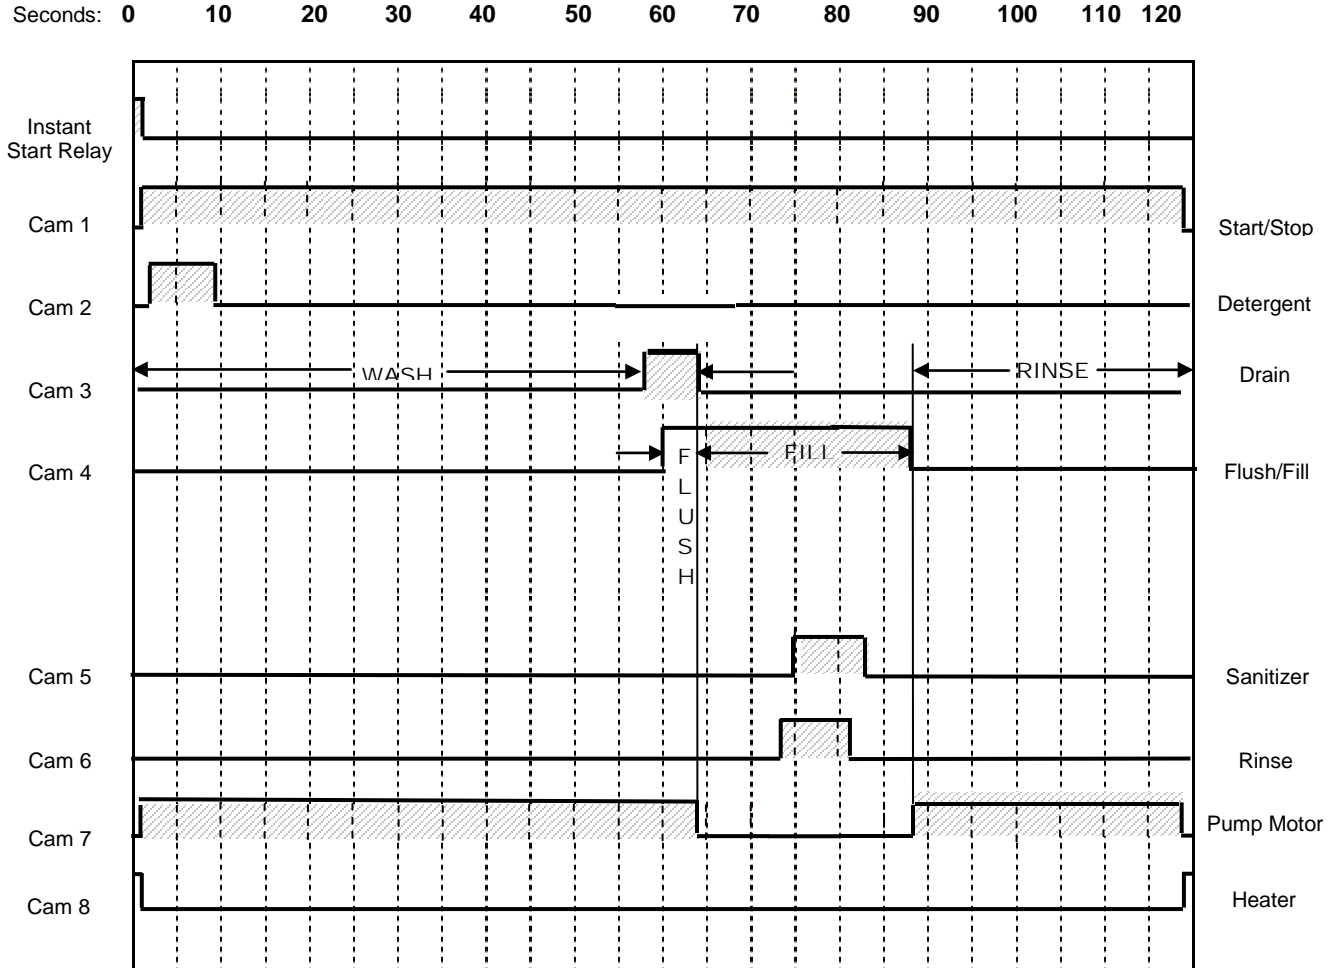 Seconds: 0 10 20 30 40 50 60 70 80 90 100 110 120
Instant
Start Relay
Cam 1 Start/Stop
Cam 2 Detergent
WASH RINSE
Cam 3 Drain
FLUSH FILL
Cam 4 Flush/Fill
Cam 5 Sanitizer
Cam 6 Rinse
Cam 7 Pump Motor
Cam 8 Heater